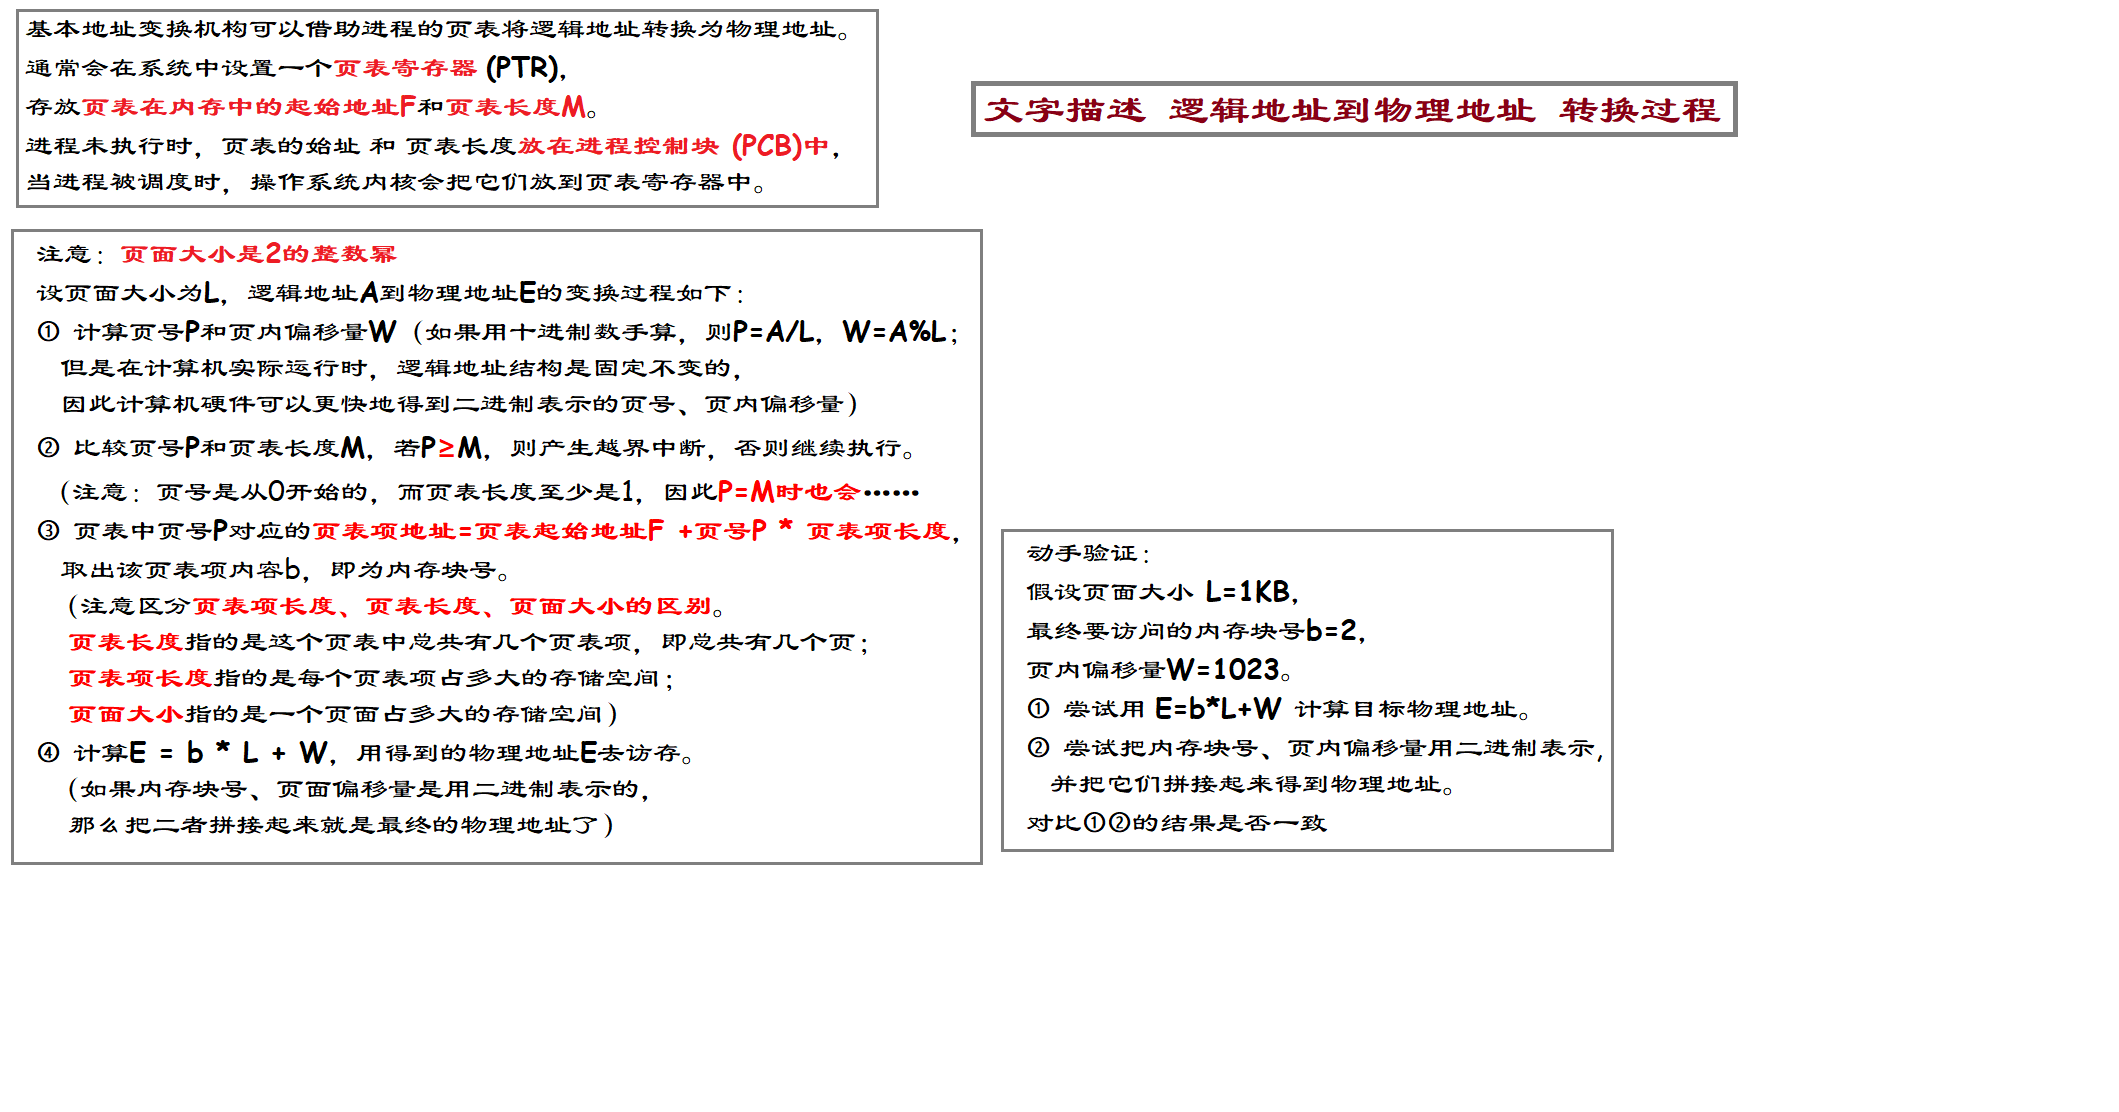 基本地址变换机构可以借助进程的页表将逻辑地址转换为物理地址。
通常会在系统中设置一个页表寄存器 (PTR)，
存放页表在内存中的起始地址F和页表长度M。
进程未执行时，页表的始址 和 页表长度放在进程控制块 (PCB)中，
当进程被调度时，操作系统内核会把它们放到页表寄存器中。
文字描述 逻辑地址到物理地址 转换过程
注意：页面大小是2的整数幂
设页面大小为L，逻辑地址A到物理地址E的变换过程如下：
① 计算页号P和页内偏移量W（如果用十进制数手算，则P=A/L，W=A%L；
但是在计算机实际运行时，逻辑地址结构是固定不变的，
因此计算机硬件可以更快地得到二进制表示的页号、页内偏移量）
② 比较页号P和页表长度M，若P≥M，则产生越界中断，否则继续执行。
（注意：页号是从0开始的，而页表长度至少是1，因此P=M时也会……
③ 页表中页号P对应的页表项地址=页表起始地址F +页号P * 页表项长度，
取出该页表项内容b，即为内存块号。
（注意区分页表项长度、页表长度、页面大小的区别。
页表长度指的是这个页表中总共有几个页表项，即总共有几个页；
页表项长度指的是每个页表项占多大的存储空间；
页面大小指的是一个页面占多大的存储空间）
④ 计算E = b * L + W，用得到的物理地址E去访存。
（如果内存块号、页面偏移量是用二进制表示的，
那么把二者拼接起来就是最终的物理地址了）
动手验证：
假设页面大小 L=1KB，
最终要访问的内存块号b=2，
页内偏移量W=1023。
① 尝试用 E=b*L+W 计算目标物理地址。
② 尝试把内存块号、页内偏移量用二进制表示，
并把它们拼接起来得到物理地址。
对比①②的结果是否一致